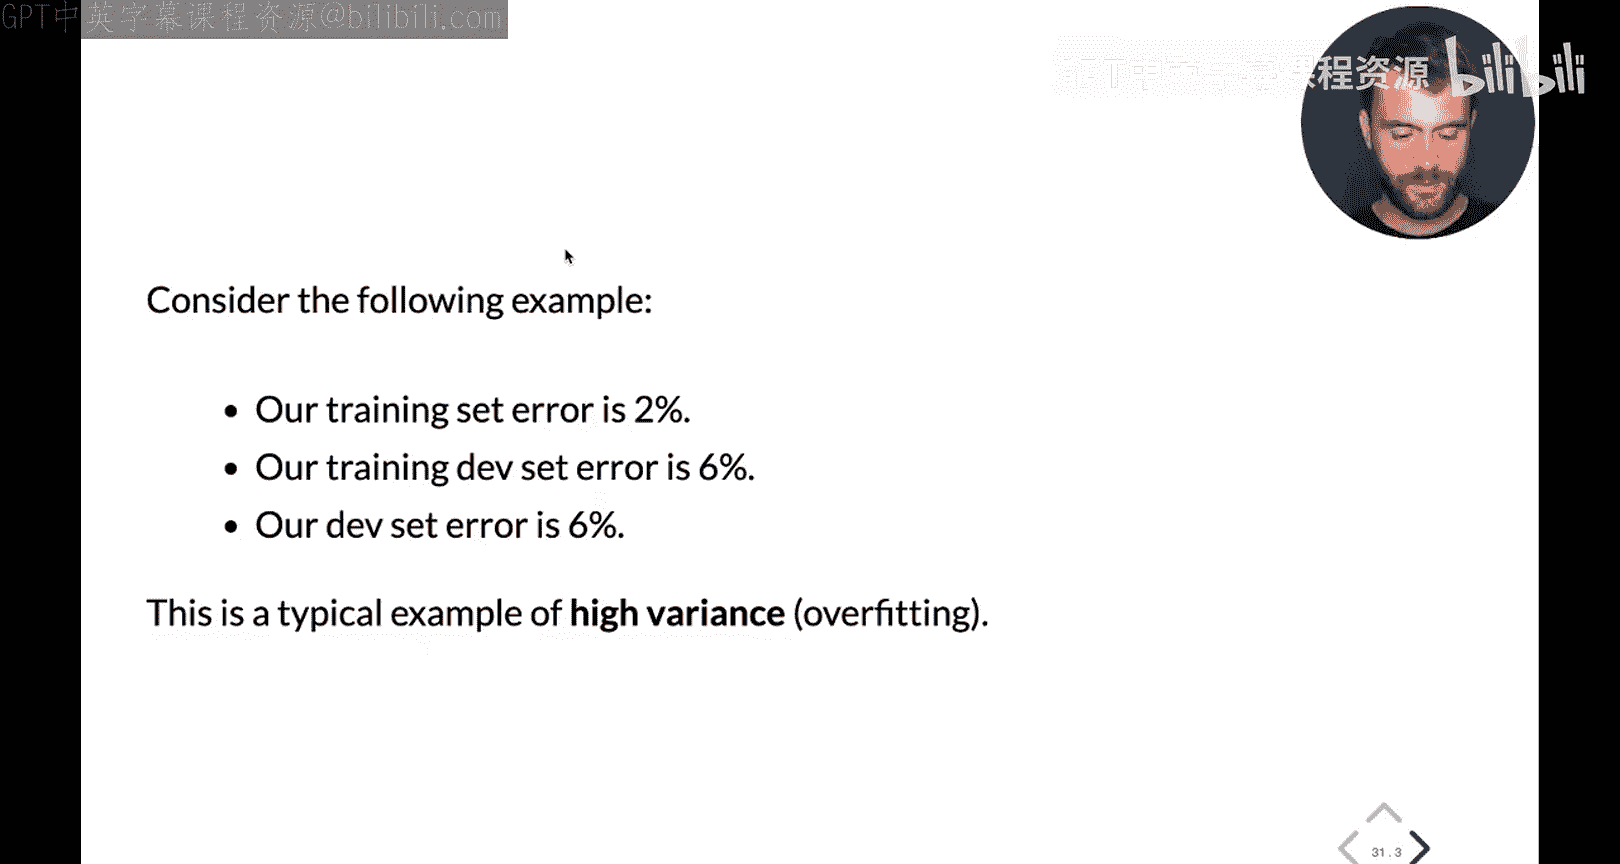 GPT中英字幕课程资源@bilibili.com
程资源 bilibili
Consider the following example:
• Our training set error is 2%.
• Our training dev set error is 6%.
• Our dev set error is 6%.
This is a typical example of high variance (overfitting).
31.3